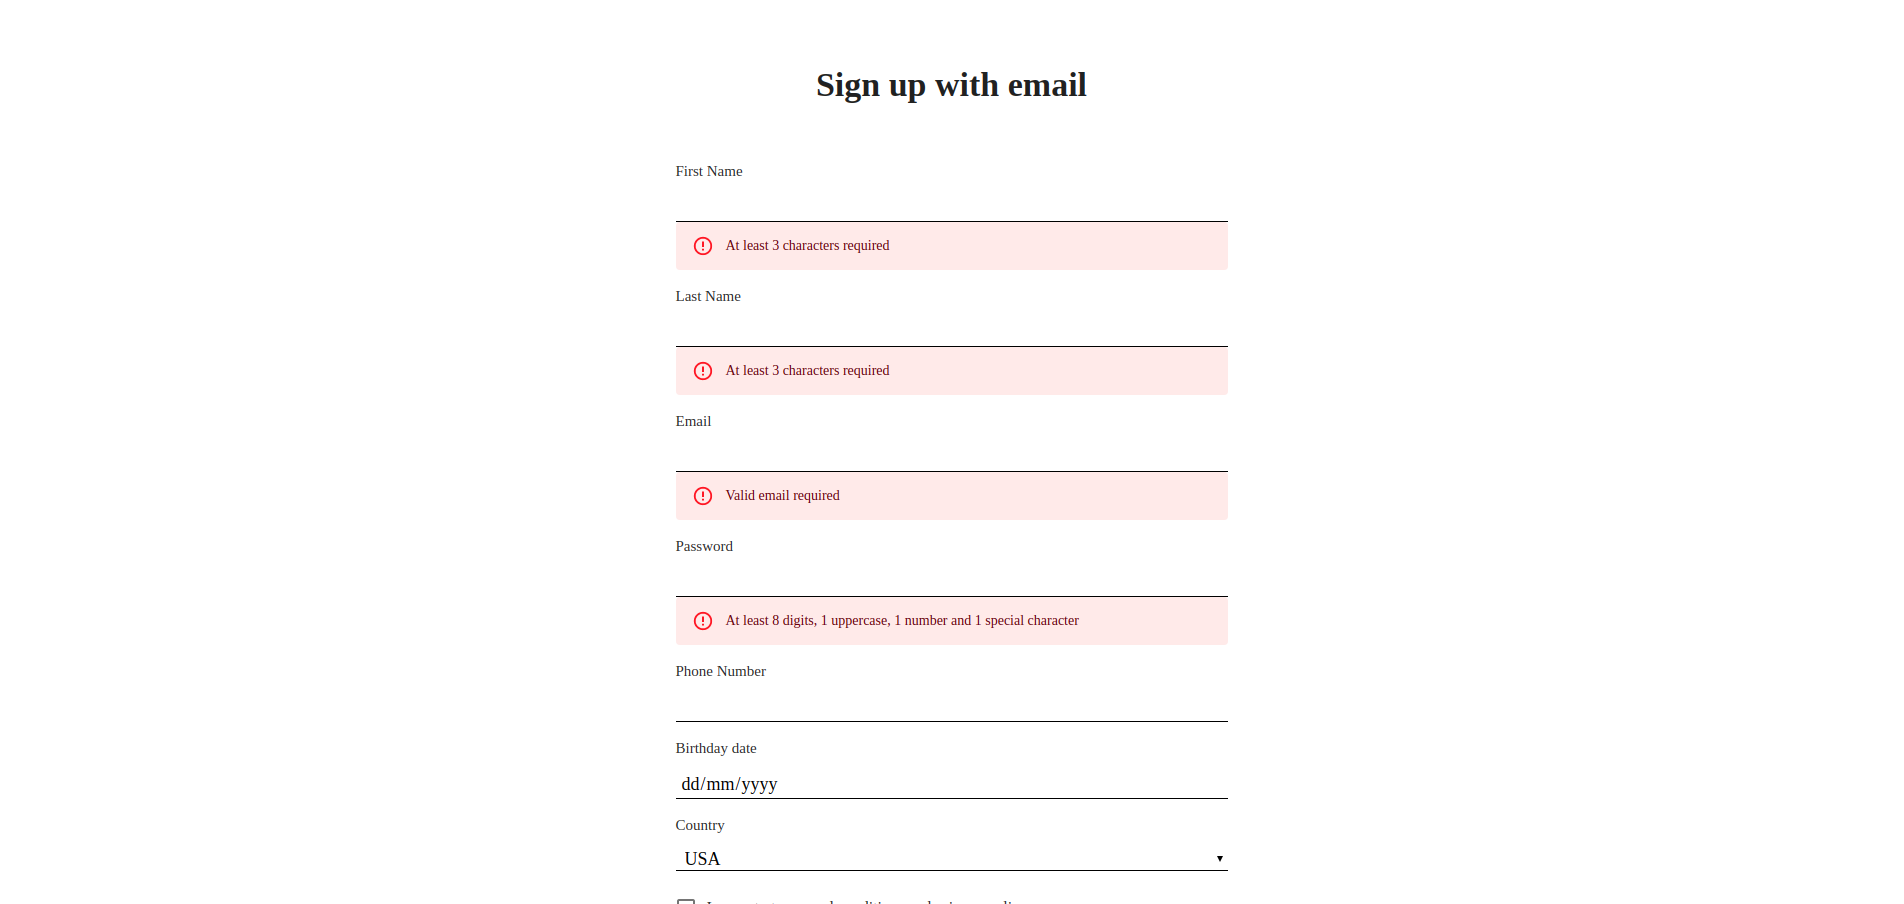 Sign up with email
First Name
At least 3 characters required
Last Name
At least 3 characters required
Email
Valid email required
Password
At least 8 digits, 1 uppercase, 1 number and 1 special character
Phone Number
Birthday date
dd/mm/yyyy
Country
USA